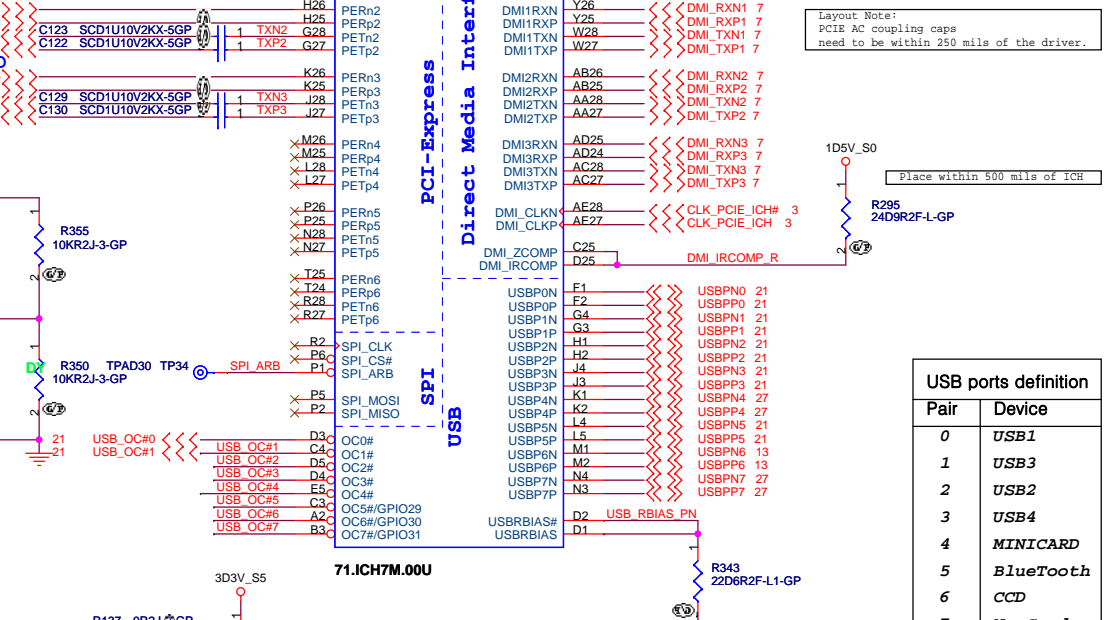 H26 PERn2 DMI1RXN Y26 DMI_RXN1 7
H25 PERp2 DMI1RXP Y25 DMI_RXP1 7
C123 SCD1U10V2KX-5GP 1 TXN2 G28 PETn2 DMI1TXN W28 DMI_TXN1 7
C122 SCD1U10V2KX-5GP 1 TXP2 G27 PETp2 DMI1TXP W27 DMI_TXP1 7
Layout Note:
PCIE AC coupling caps
need to be within 250 mils of the driver.
K26 PERn3 DMI2RXN AB26 DMI_RXN2 7
K25 PERp3 DMI2RXP AB25 DMI_RXP2 7
C129 SCD1U10V2KX-5GP 1 TXN3 J28 PETn3 DMI2TXN AA28 DMI_TXN2 7
C130 SCD1U10V2KX-5GP 1 TXP3 J27 PETp3 DMI2TXP AA27 DMI_TXP2 7
PCI-Express
Direct Media Interf
M26 PERn4 DMI3RXN AD25 DMI_RXN3 7
M25 PERp4 DMI3RXP AD24 DMI_RXP3 7
L28 PETn4 DMI3TXN AC28 DMI_TXN3 7
L27 PETp4 DMI3TXP AC27 DMI_TXP3 7
1D5V_S0
Place within 500 mils of ICH
P26 PERn5 DMI_CLKN AE28 CLK_PCIE_ICH# 3
P25 PERp5 DMI_CLKP AE27 CLK_PCIE_ICH 3
N28 PETn5
N27 PETp5 DMI_ZCOMP C25
DMI_IRCOMP D25 DMI_IRCOMP_R
1
R295
24D9R2F-L-GP
2
1
R355
10KR2J-3-GP
2
T25 PERn6
T24 PERp6 USBP0N F1 USBPN0 21
R28 PETn6 USBP0P F2 USBPP0 21
R27 PETp6 USBP1N G4 USBPN1 21
USBP1P G3 USBPP1 21
R2 SPI_CLK USBP2N H1 USBPN2 21
P6 SPI_CS# USBP2P H2 USBPP2 21
1
R350 TPAD30 TP34 SPI_ARB P1 SPI_ARB USBP3N J4 USBPN3 21
DY
10KR2J-3-GP USBP3P J3 USBPP3 21
2
P5 SPI_MOSI USBP4N K1 USBPN4 27
P2 SPI_MISO USBP4P K2 USBPP4 27
SPI
USB
USBP5N L4 USBPN5 21
21 USB_OC#0 D3 OC0# USBP5P L5 USBPP5 21
21 USB_OC#1 USB_OC#1 C4 OC1# USBP6N M1 USBPN6 13
USB_OC#2 D5 OC2# USBP6P M2 USBPP6 13
USB_OC#3 D4 OC3# USBP7N N4 USBPN7 27
USB_OC#4 E5 OC4# USBP7P N3 USBPP7 27
USB_OC#5 C3 OC5#/GPIO29
USB_OC#6 A2 OC6#/GPIO30 USBRBIAS# D2 USB_RBIAS_PN
USB_OC#7 B3 OC7#/GPIO31 USBRBIAS D1
71.ICH7M.00U
1
R343
22D6R2F-L1-GP
3D3V_S5
1
USB ports definition
Pair Device
0 USB1
1 USB3
2 USB2
3 USB4
4 MINICARD
5 BlueTooth
6 CCD